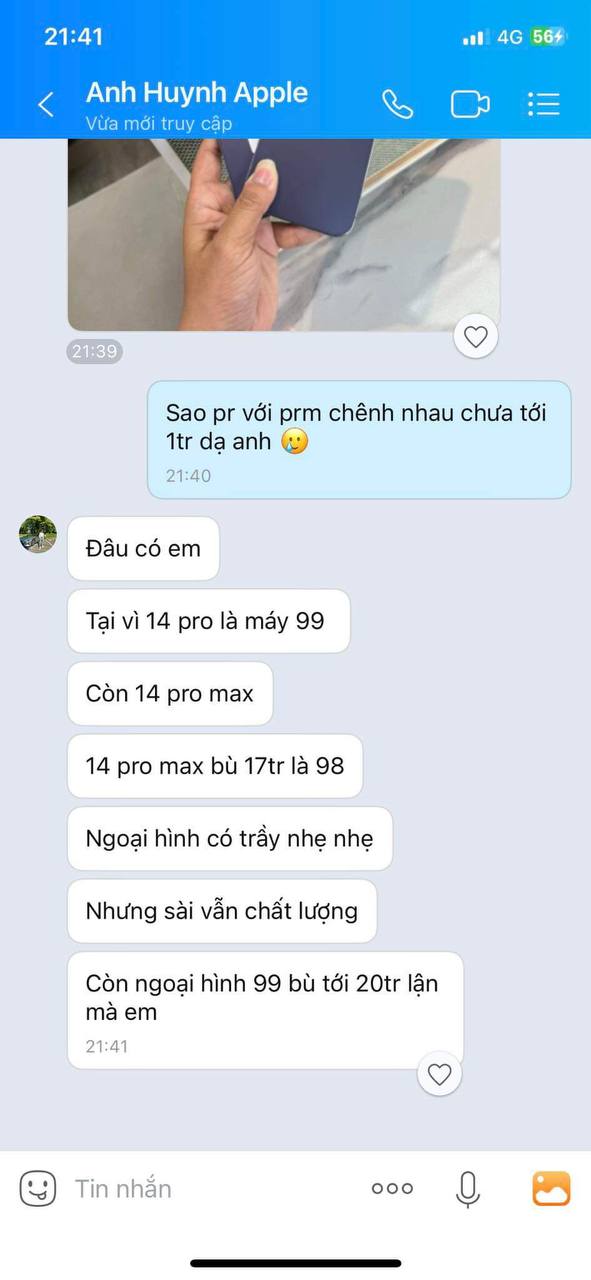 21:41
4G 56
Anh Huynh Apple
Vừa mới truy cập
21:39
Sao pr với prm chênh nhau chưa tới
1tr dạ anh 🥲
21:40
Đâu có em
Tại vì 14 pro là máy 99
Còn 14 pro max
14 pro max bù 17tr là 98
Ngoại hình có trầy nhẹ nhẹ
Nhưng sài vẫn chất lượng
Còn ngoại hình 99 bù tới 20tr lận
mà em
21:41
Tin nhắn